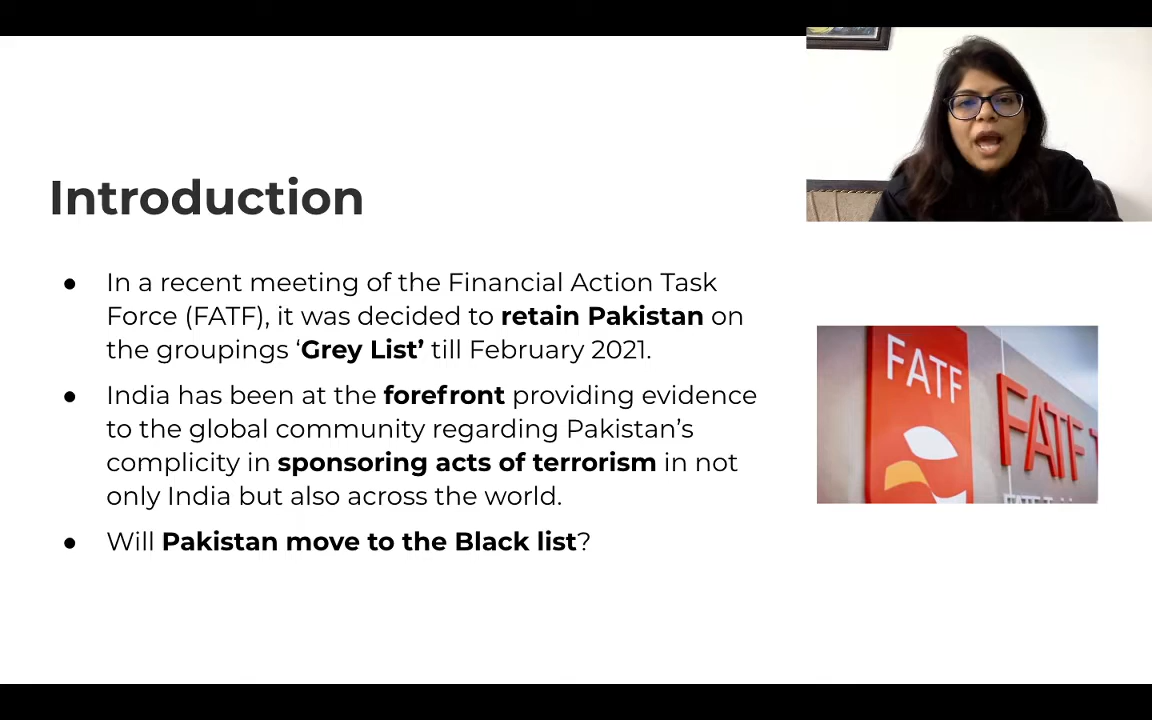 Introduction
● In a recent meeting of the Financial Action Task
Force (FATF), it was decided to retain Pakistan on
the groupings ‘Grey List’ till February 2021.
● India has been at the forefront providing evidence
to the global community regarding Pakistan’s
complicity in sponsoring acts of terrorism in not
only India but also across the world.
● Will Pakistan move to the Black list?
FATF
FATF